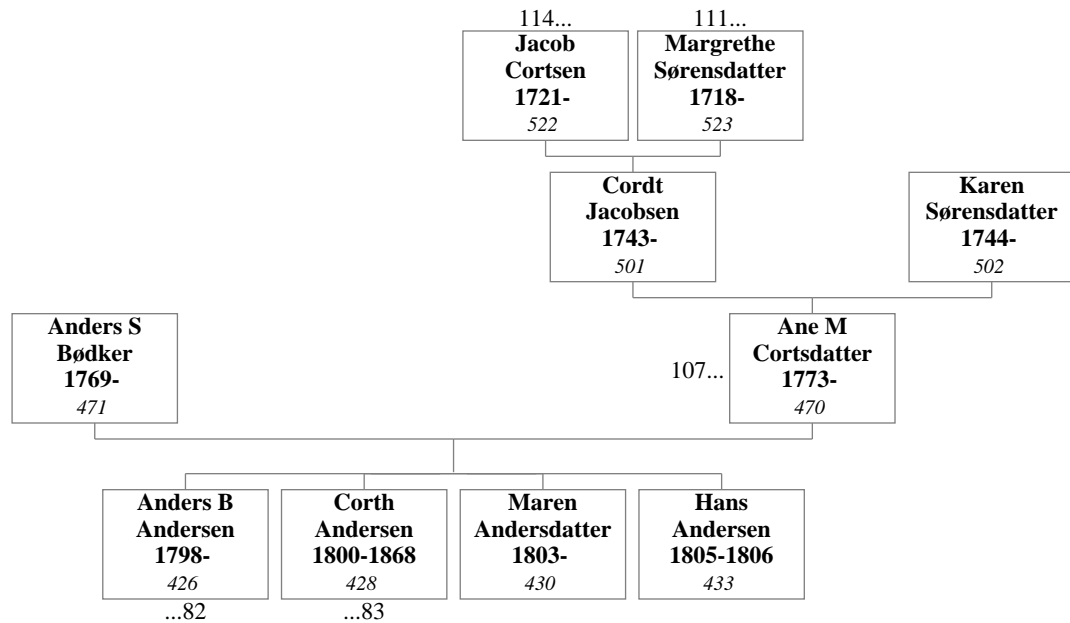 114...
Jacob
Cortsen
1721-
522
111...
Margrethe
Sørensdatter
1718-
523
Cordt
Jacobsen
1743-
501
Karen
Sørensdatter
1744-
502
Anders S
Bødker
1769-
471
107...
Ane M
Cortsdatter
1773-
470
Anders B
Andersen
1798-
426
...82
Corth
Andersen
1800-1868
428
...83
Maren
Andersdatter
1803-
430
Hans
Andersen
1805-1806
433